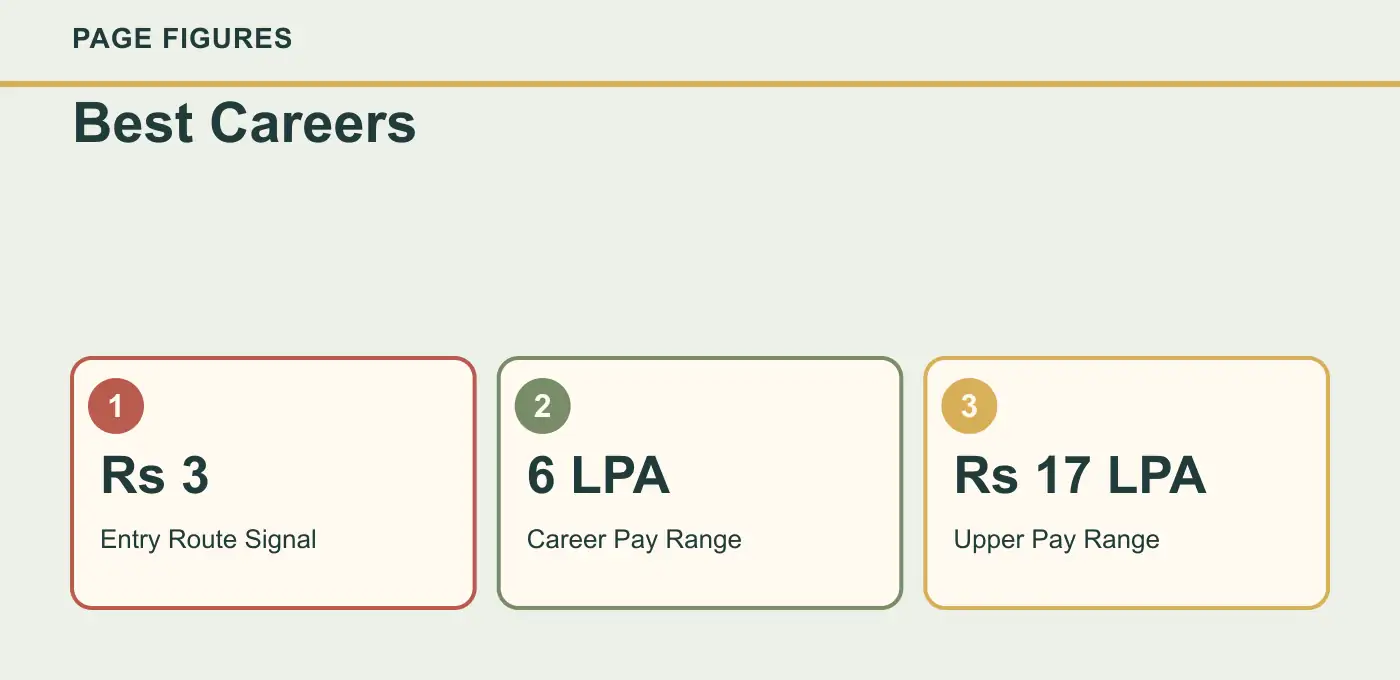 PAGE FIGURES
Best Careers
1
Rs 3
Entry Route Signal
2
6 LPA
Career Pay Range
3
Rs 17 LPA
Upper Pay Range